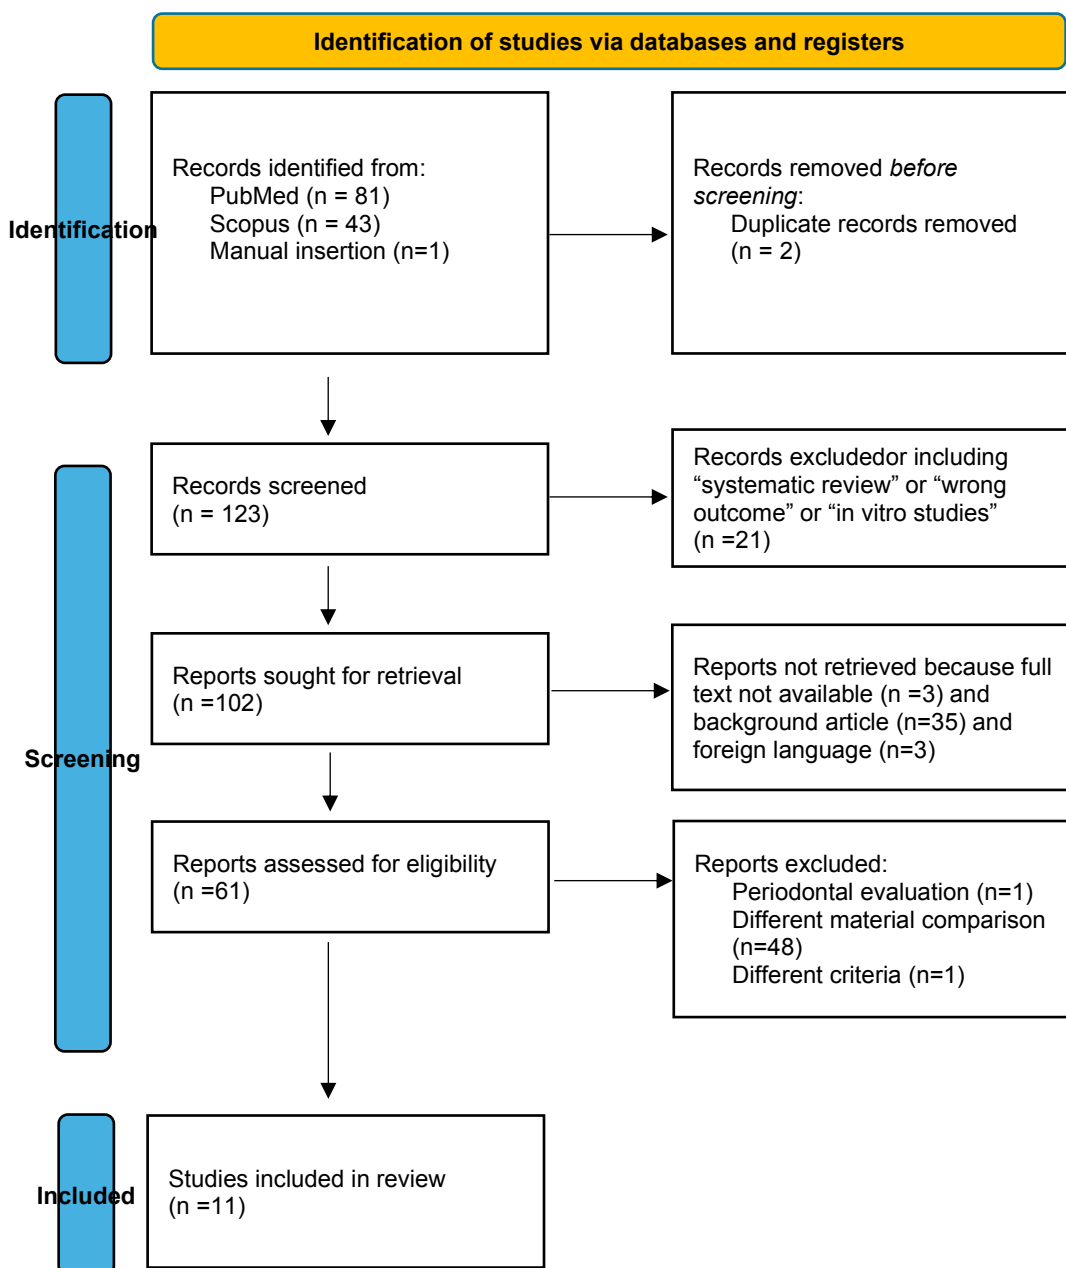 Identification of studies via databases and registers
Identification
Records identified from:
PubMed (n = 81)
Scopus (n = 43)
Manual insertion (n=1)
Records removed before
screening:
Duplicate records removed
(n = 2)
Screening
Records screened
(n = 123)
Records excludedor including
“systematic review” or “wrong
outcome” or “in vitro studies”
(n =21)
Reports sought for retrieval
(n =102)
Reports not retrieved because full
text not available (n =3) and
background article (n=35) and
foreign language (n=3)
Reports assessed for eligibility
(n =61)
Reports excluded:
Periodontal evaluation (n=1)
Different material comparison
(n=48)
Different criteria (n=1)
Included
Studies included in review
(n =11)